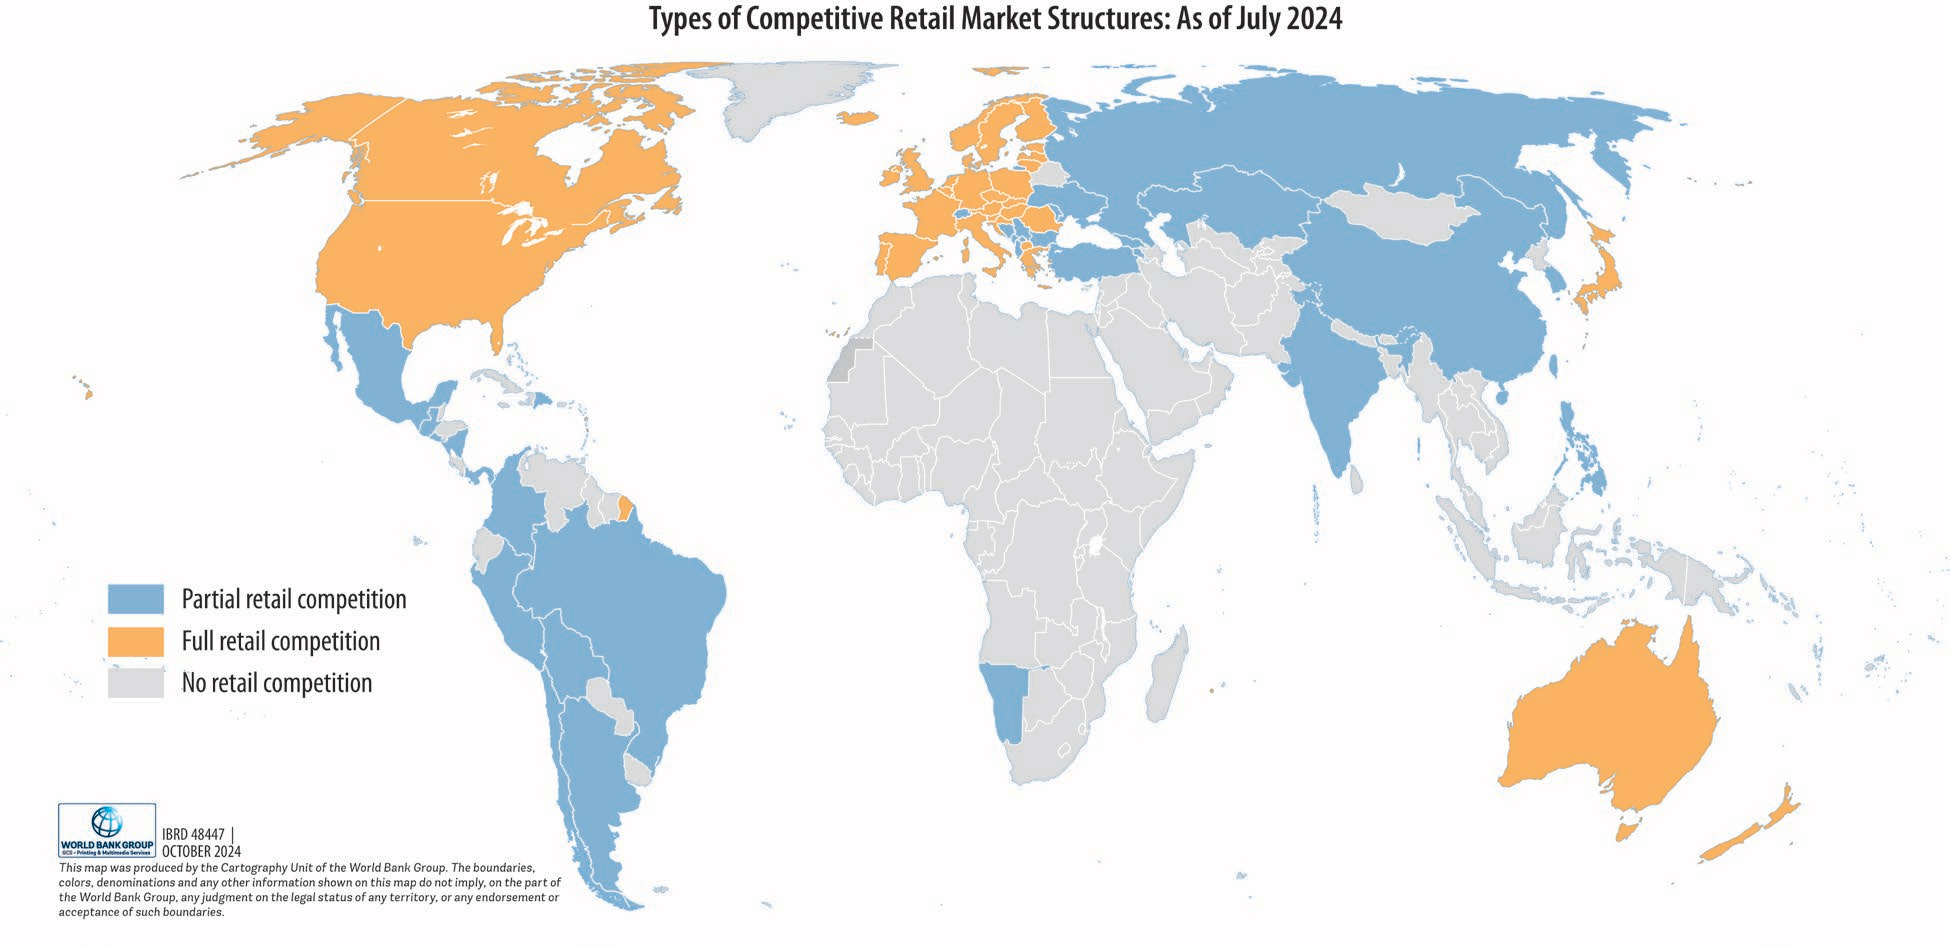 Types of Competitive Retail Market Structures: As of July 2024
Partial retail competition
Full retail competition
No retail competition
WORLD BANK GROUP
GCS - Printing & Multimedia Services
IBRD 48447 |
OCTOBER 2024
This map was produced by the Cartography Unit of the World Bank Group. The boundaries,
colors, denominations and any other information shown on this map do not imply, on the part of
the World Bank Group, any judgment on the legal status of any territory, or any endorsement or
acceptance of such boundaries.